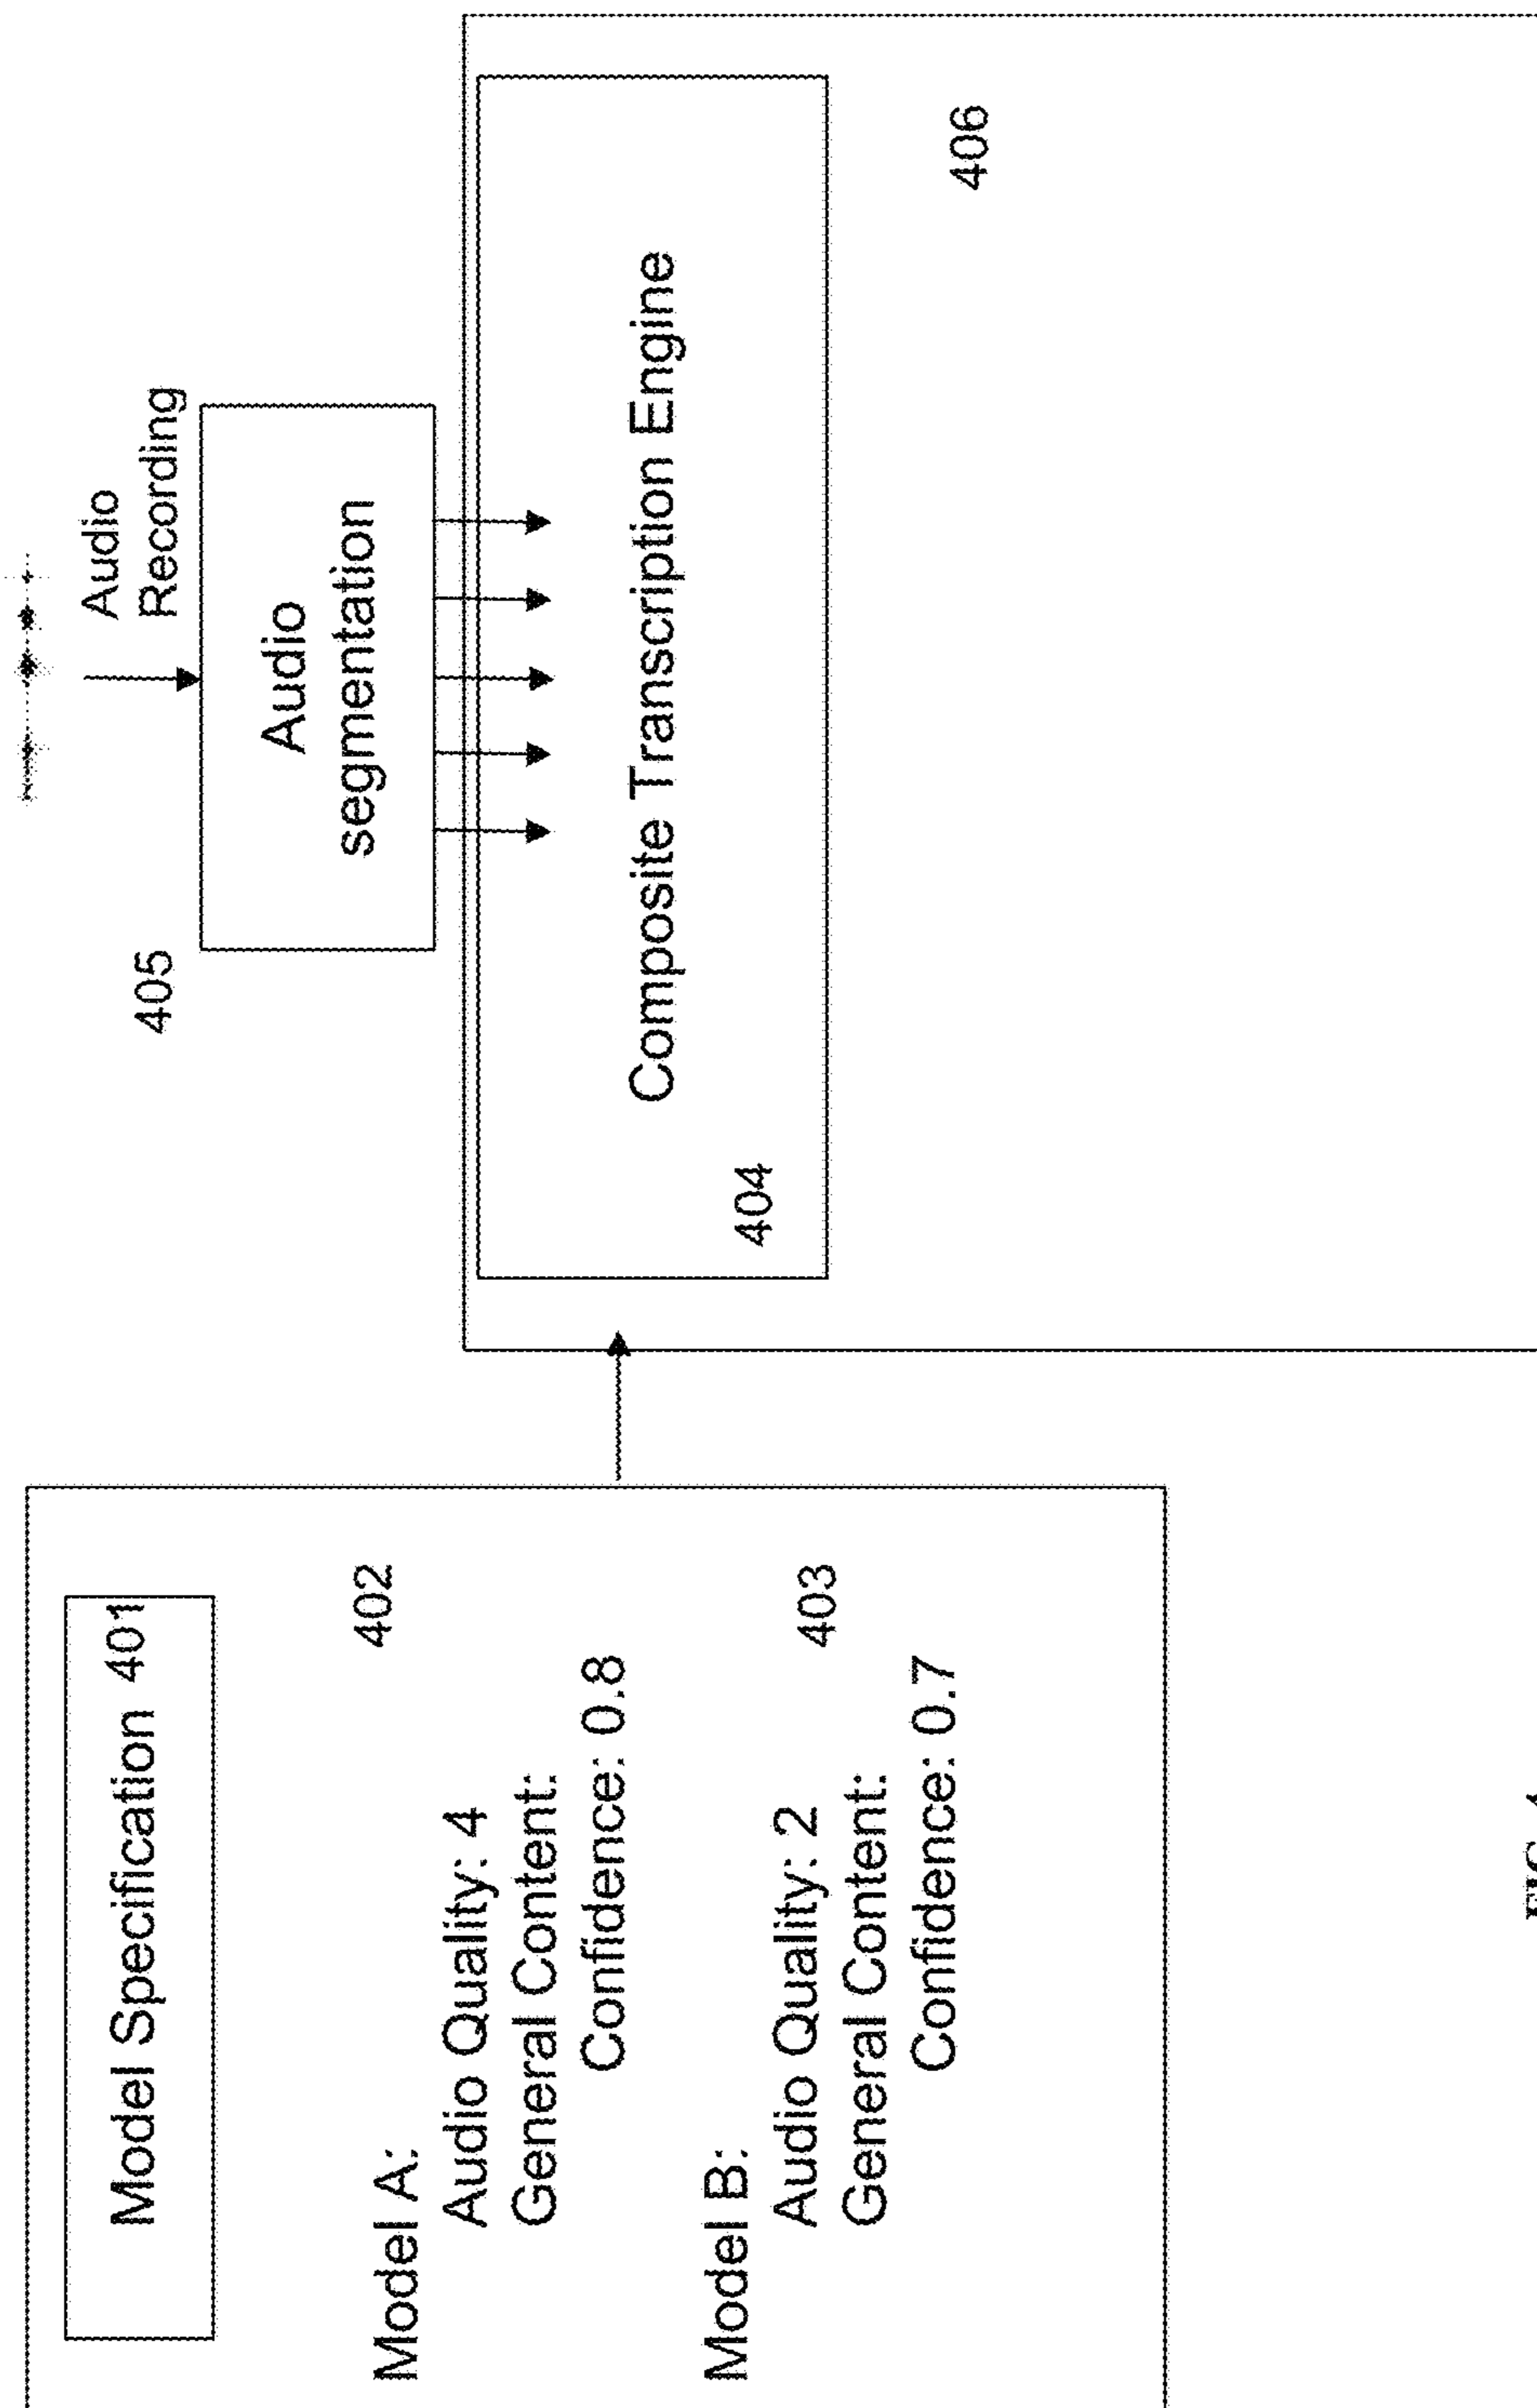 Model Specification 401
402
Model A:
Audio Quality: 4
General Content:
Confidence: 0.8
403
Model B:
Audio Quality: 2
General Content:
Confidence: 0.7
Audio
Recording
405
Audio
segmentation
Composite Transcription Engine
404
406